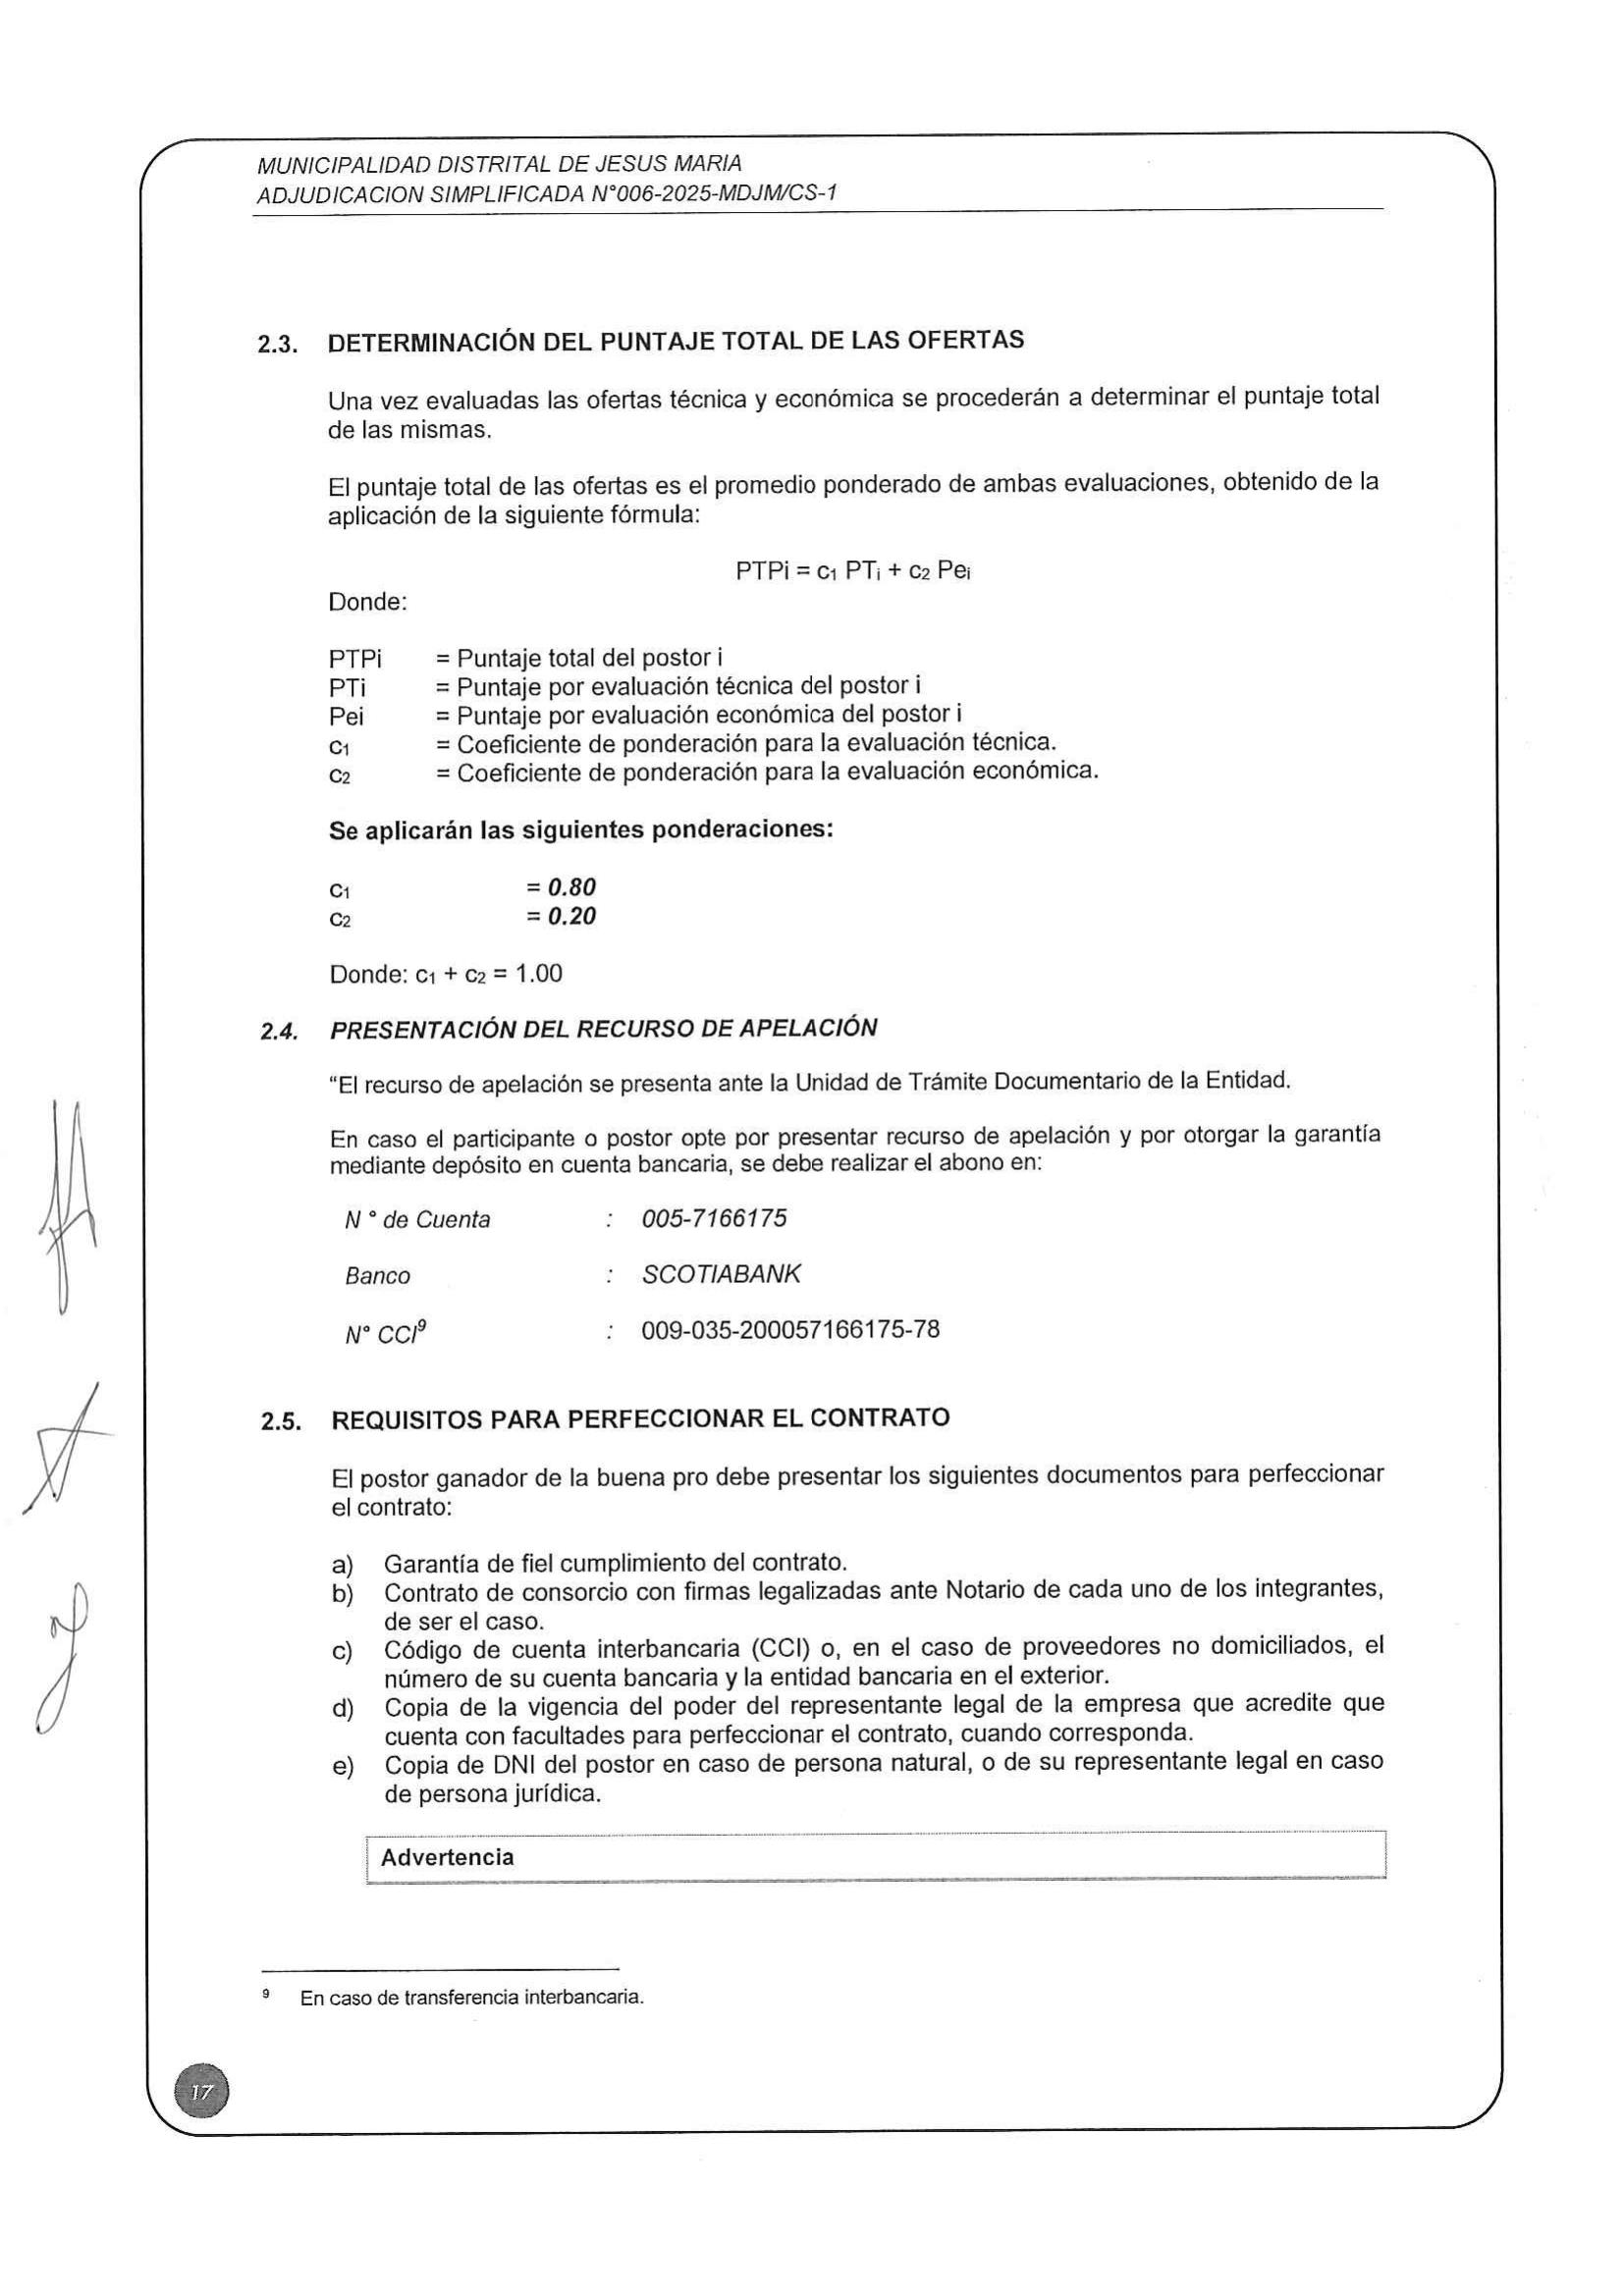 MUNICIPALIDAD DISTRITAL DE JESUS MARIA
ADJUDICACION SIMPLIFICADA N°006-2025-MDJM/CS-1
2.3. DETERMINACIÓN DEL PUNTAJE TOTAL DE LAS OFERTAS
Una vez evaluadas las ofertas técnica y económica se procederán a determinar el puntaje total
de las mismas.
El puntaje total de las ofertas es el promedio ponderado de ambas evaluaciones, obtenido de la
aplicación de la siguiente fórmula:
PTPi = c1 PTi + c2 Pei
Donde:
PTPi = Puntaje total del postor i
PTi = Puntaje por evaluación técnica del postor i
Pei = Puntaje por evaluación económica del postor i
c1 = Coeficiente de ponderación para la evaluación técnica.
c2 = Coeficiente de ponderación para la evaluación económica.
Se aplicarán las siguientes ponderaciones:
c1 = 0.80
c2 = 0.20
Donde: c1 + c2 = 1.00
2.4. PRESENTACIÓN DEL RECURSO DE APELACIÓN
“El recurso de apelación se presenta ante la Unidad de Trámite Documentario de la Entidad.
En caso el participante o postor opte por presentar recurso de apelación y por otorgar la garantía
mediante depósito en cuenta bancaria, se debe realizar el abono en:
N ° de Cuenta : 005-7166175
Banco : SCOTIABANK
N° CCI9 : 009-035-200057166175-78
2.5. REQUISITOS PARA PERFECCIONAR EL CONTRATO
El postor ganador de la buena pro debe presentar los siguientes documentos para perfeccionar
el contrato:
a) Garantía de fiel cumplimiento del contrato.
b) Contrato de consorcio con firmas legalizadas ante Notario de cada uno de los integrantes,
de ser el caso.
c) Código de cuenta interbancaria (CCI) o, en el caso de proveedores no domiciliados, el
número de su cuenta bancaria y la entidad bancaria en el exterior.
d) Copia de la vigencia del poder del representante legal de la empresa que acredite que
cuenta con facultades para perfeccionar el contrato, cuando corresponda.
e) Copia de DNI del postor en caso de persona natural, o de su representante legal en caso
de persona jurídica.
Advertencia
9 En caso de transferencia interbancaria.
17